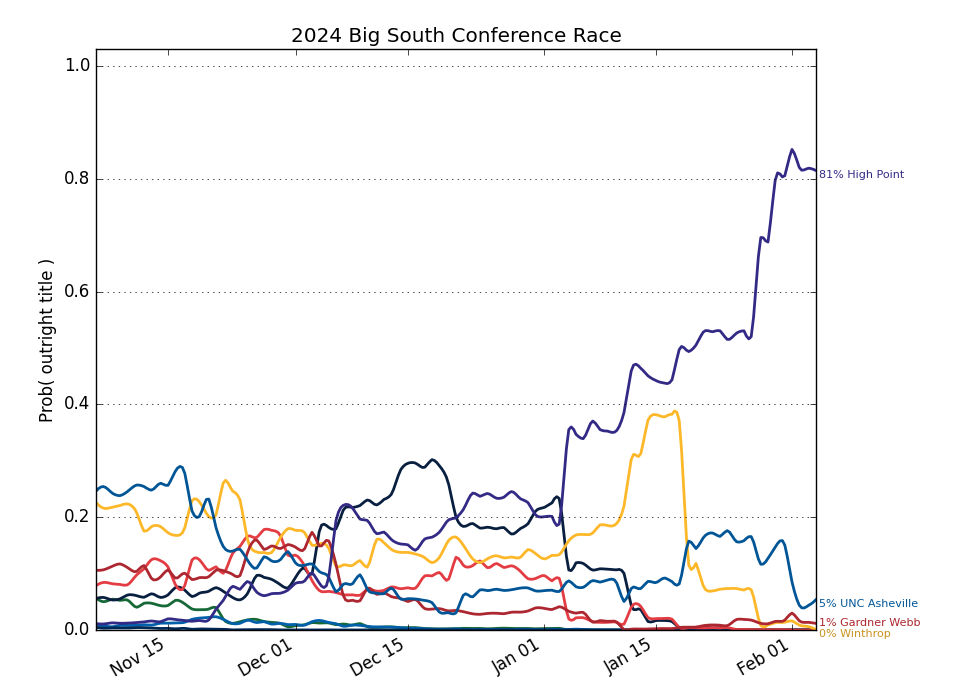 2024 Big South Conference Race
Prob( outright title )
1.0
0.8
0.6
0.4
0.2
0.0
81% High Point
5% UNC Asheville
1% Gardner Webb
0% Winthrop
Nov 15
Dec 01
Dec 15
Jan 01
Jan 15
Feb 01